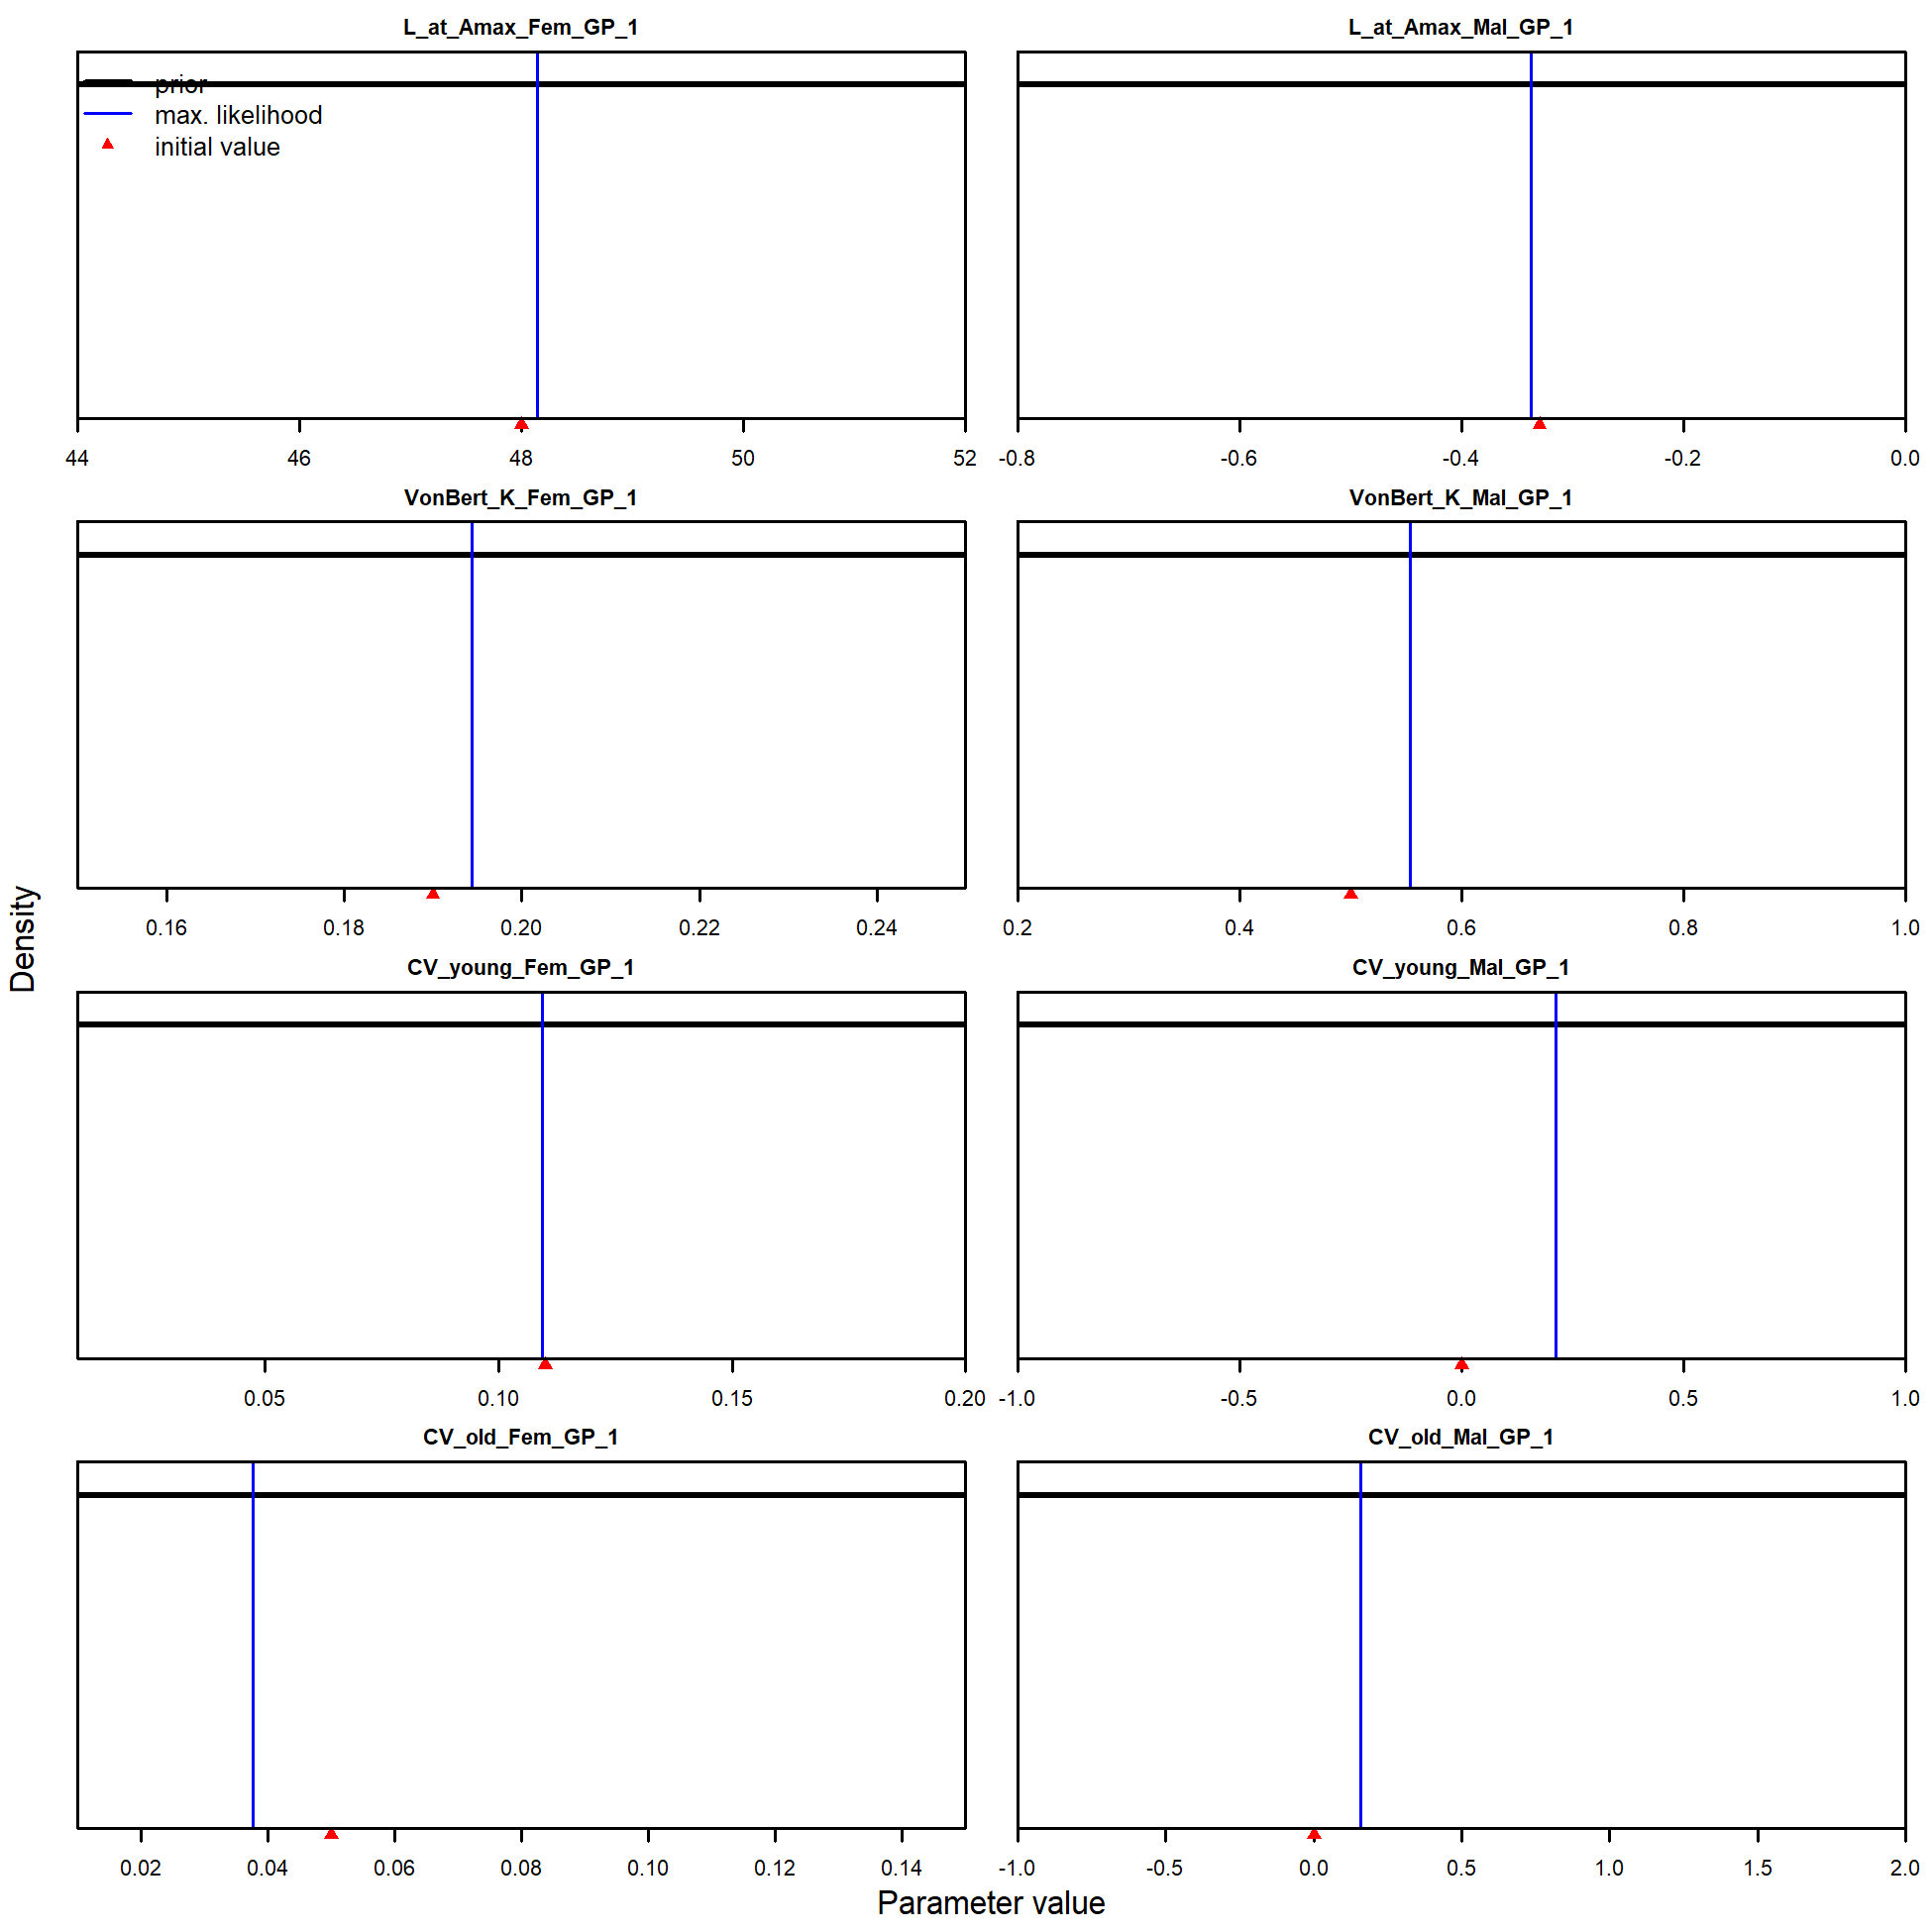 L_at_Amax_Fem_GP_1
prior
max. likelihood
initial value
44 46 48 50 52
L_at_Amax_Mal_GP_1
-0.8 -0.6 -0.4 -0.2 0.0
VonBert_K_Fem_GP_1
0.16 0.18 0.20 0.22 0.24
VonBert_K_Mal_GP_1
0.2 0.4 0.6 0.8 1.0
CV_young_Fem_GP_1
0.05 0.10 0.15 0.20
CV_young_Mal_GP_1
-1.0 -0.5 0.0 0.5 1.0
CV_old_Fem_GP_1
0.02 0.04 0.06 0.08 0.10 0.12 0.14
CV_old_Mal_GP_1
-1.0 -0.5 0.0 0.5 1.0 1.5 2.0
Density
Parameter value